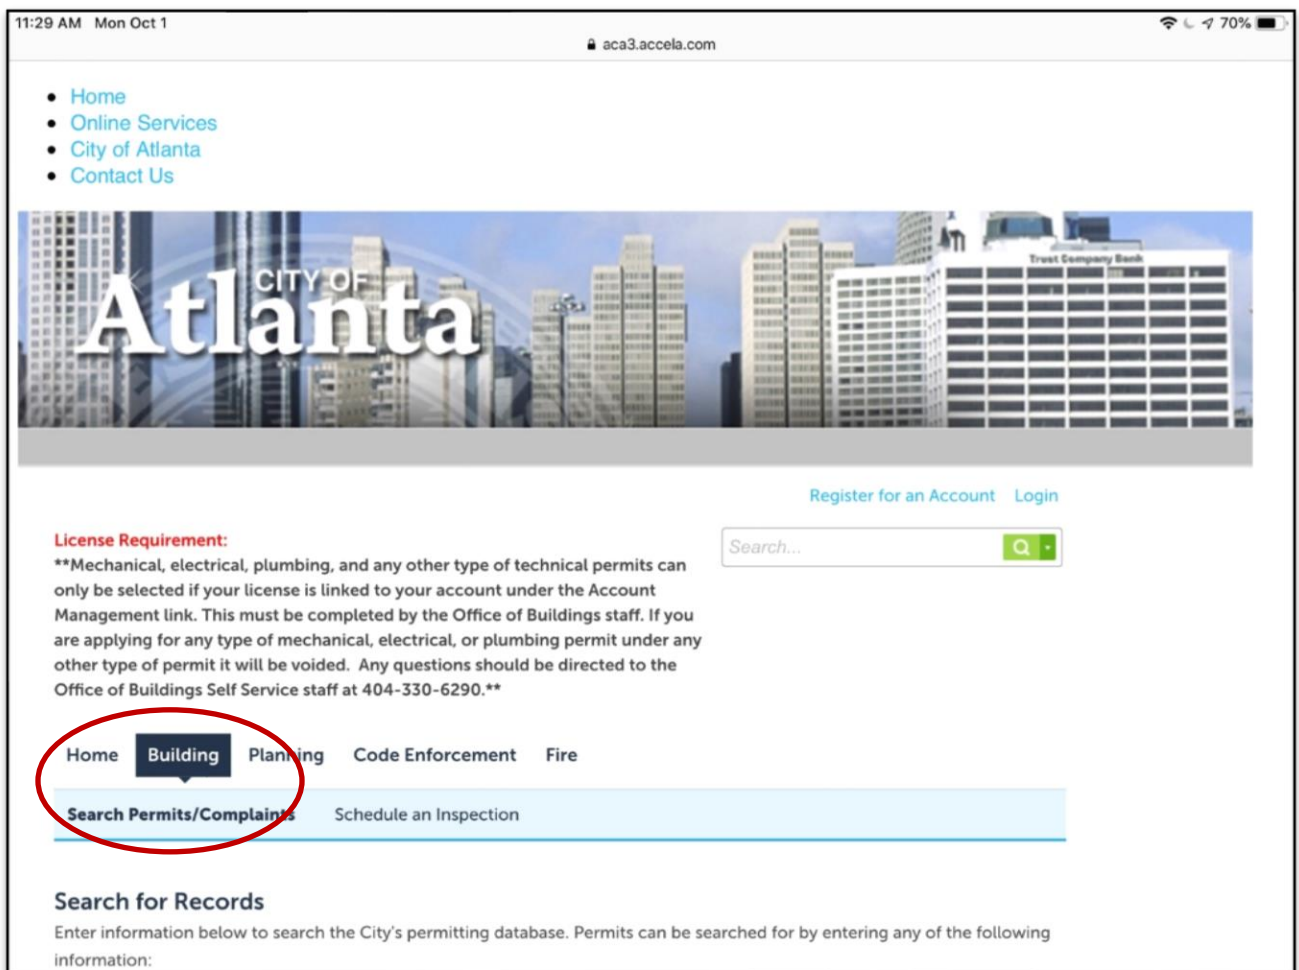 11:29 AM Mon Oct 1
70%
aca3.accela.com
Home
Online Services
City of Atlanta
Contact Us
CITY OF
Atlanta
Trust Company Bank
Register for an Account Login
License Requirement:
Search...
**Mechanical, electrical, plumbing, and any other type of technical permits can
only be selected if your license is linked to your account under the Account
Management link. This must be completed by the Office of Buildings staff. If you
are applying for any type of mechanical, electrical, or plumbing permit under any
other type of permit it will be voided. Any questions should be directed to the
Office of Buildings Self Service staff at 404-330-6290.**
Home Building Planning Code Enforcement Fire
Search Permits/Complaints Schedule an Inspection
Search for Records
Enter information below to search the City's permitting database. Permits can be searched for by entering any of the following
information: